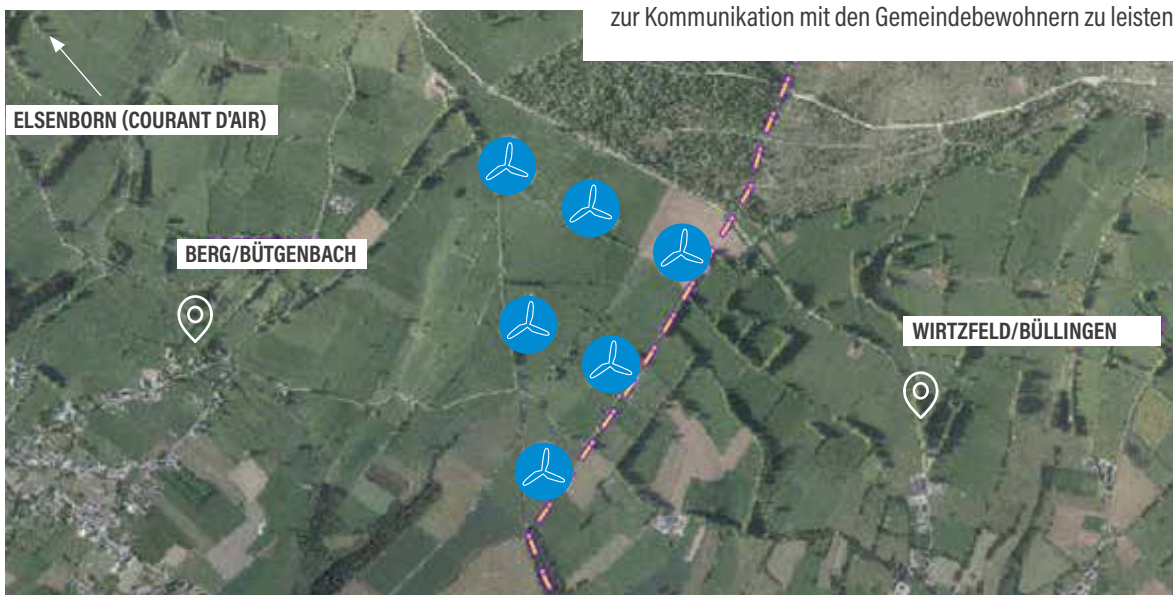 zur Kommunikation mit den Gemeindebewohnern zu leisten
ELSENBORN (COURANT D'AIR)
BERG/BÜTGENBACH
WIRTZFELD/BÜLLINGEN